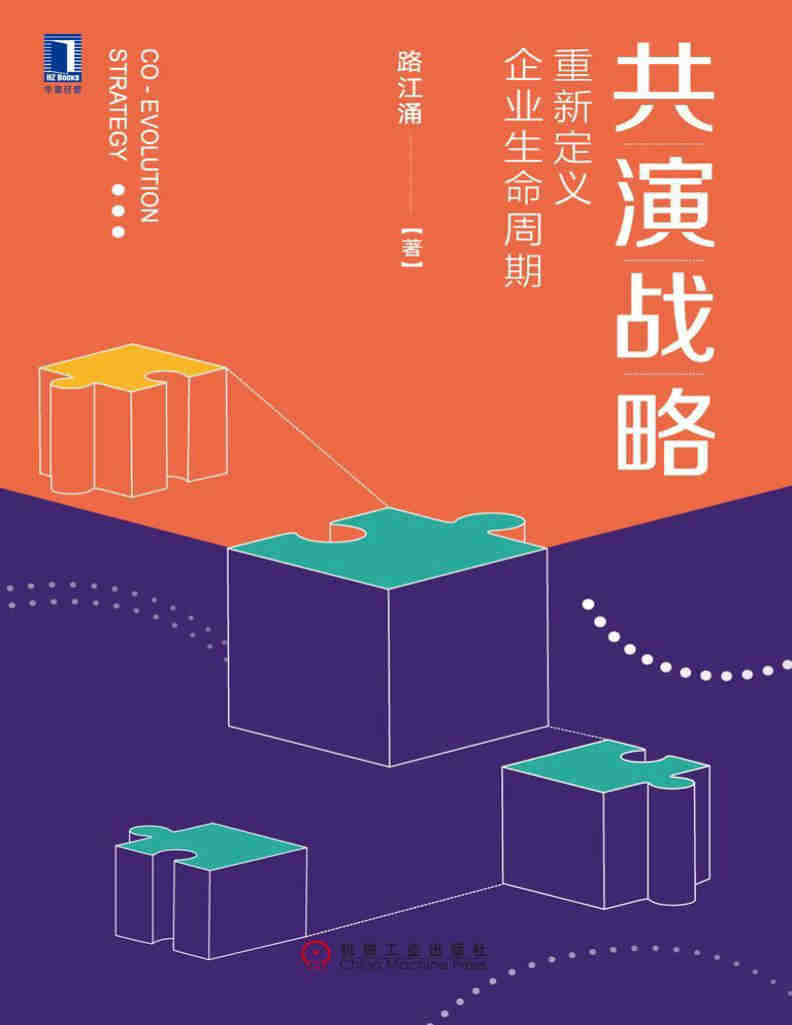 共演战略
重新定义
企业生命周期
路江涌
【著】
CO-EVOLUTION
STRATEGY
HZ Books
华章经管
机械工业出版社
China Machine Press